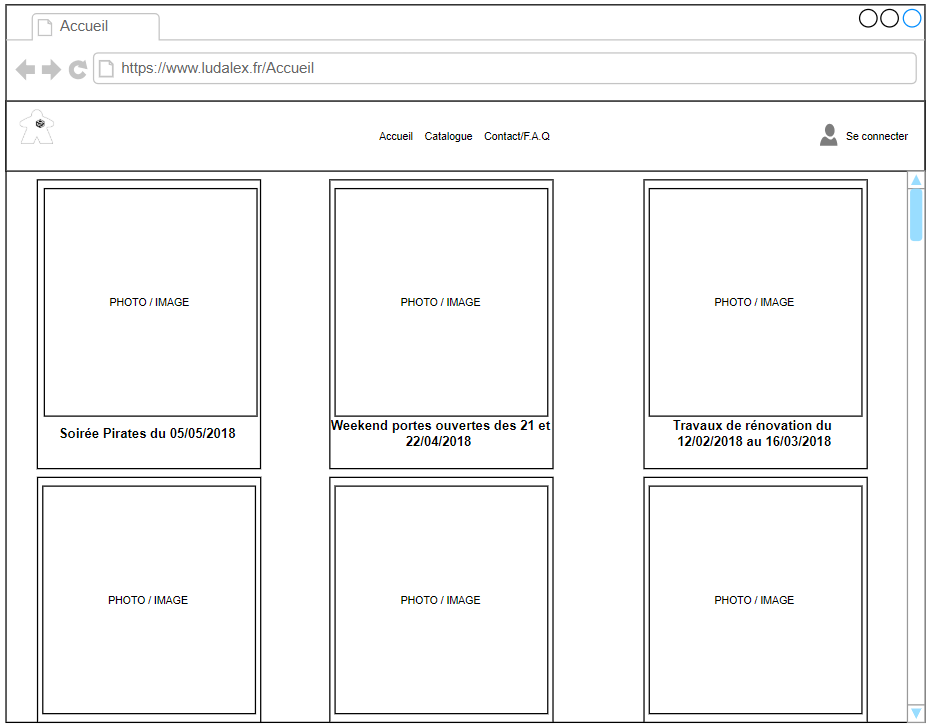 Accueil
https://www.ludalex.fr/Accueil
Accueil Catalogue Contact/F.A.Q
Se connecter
PHOTO / IMAGE
PHOTO / IMAGE
PHOTO / IMAGE
Soirée Pirates du 05/05/2018
Weekend portes ouvertes des 21 et
22/04/2018
Travaux de rénovation du
12/02/2018 au 16/03/2018
PHOTO / IMAGE
PHOTO / IMAGE
PHOTO / IMAGE